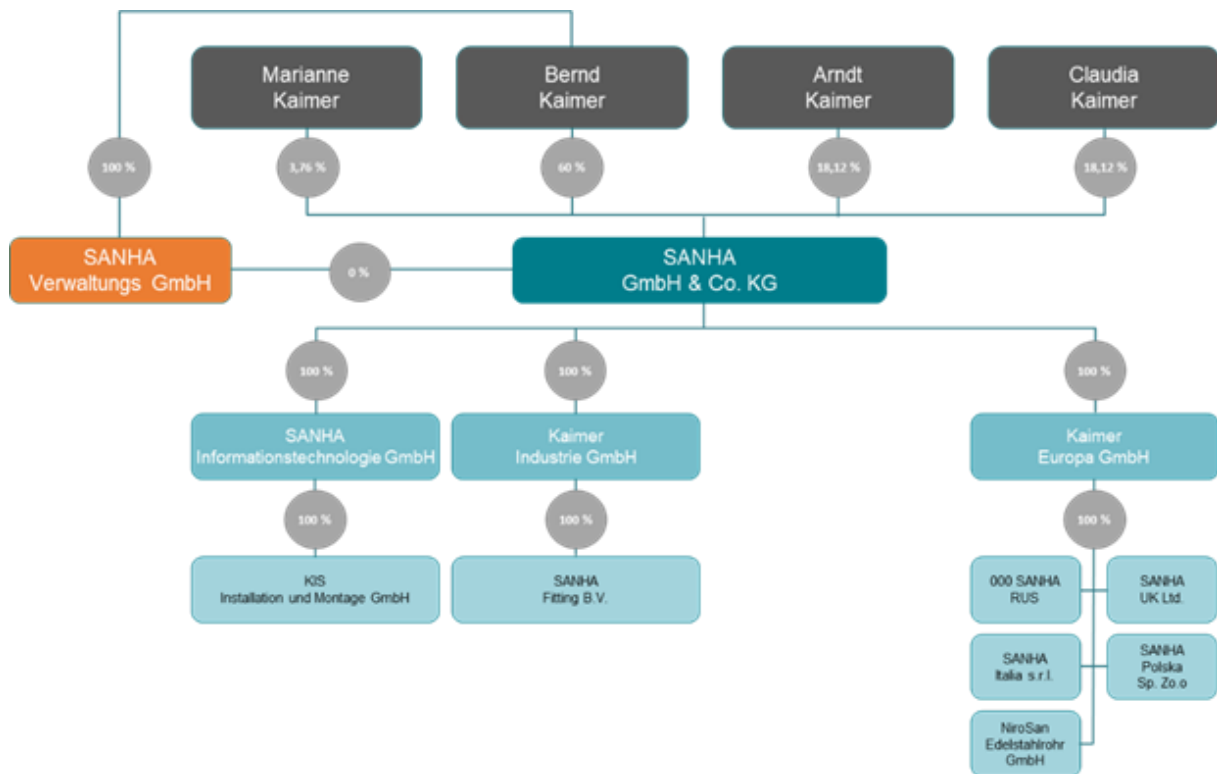 Marianne
Kaimer
Bernd
Kaimer
Arndt
Kaimer
Claudia
Kaimer
100 %
3,76 %
60 %
18,12 %
18,12 %
SANHA
Verwaltungs GmbH
0 %
SANHA
GmbH & Co. KG
100 %
100 %
100 %
SANHA
Informationstechnologie GmbH
Kaimer
Industrie GmbH
Kaimer
Europa GmbH
100 %
100 %
100 %
KIS
Installation und Montage GmbH
SANHA
Fitting B.V.
000 SANHA
RUS
SANHA
UK Ltd.
SANHA
Italia s.r.l.
SANHA
Polska
Sp. Zo.o
NiroSan
Edelstahlrohr
GmbH